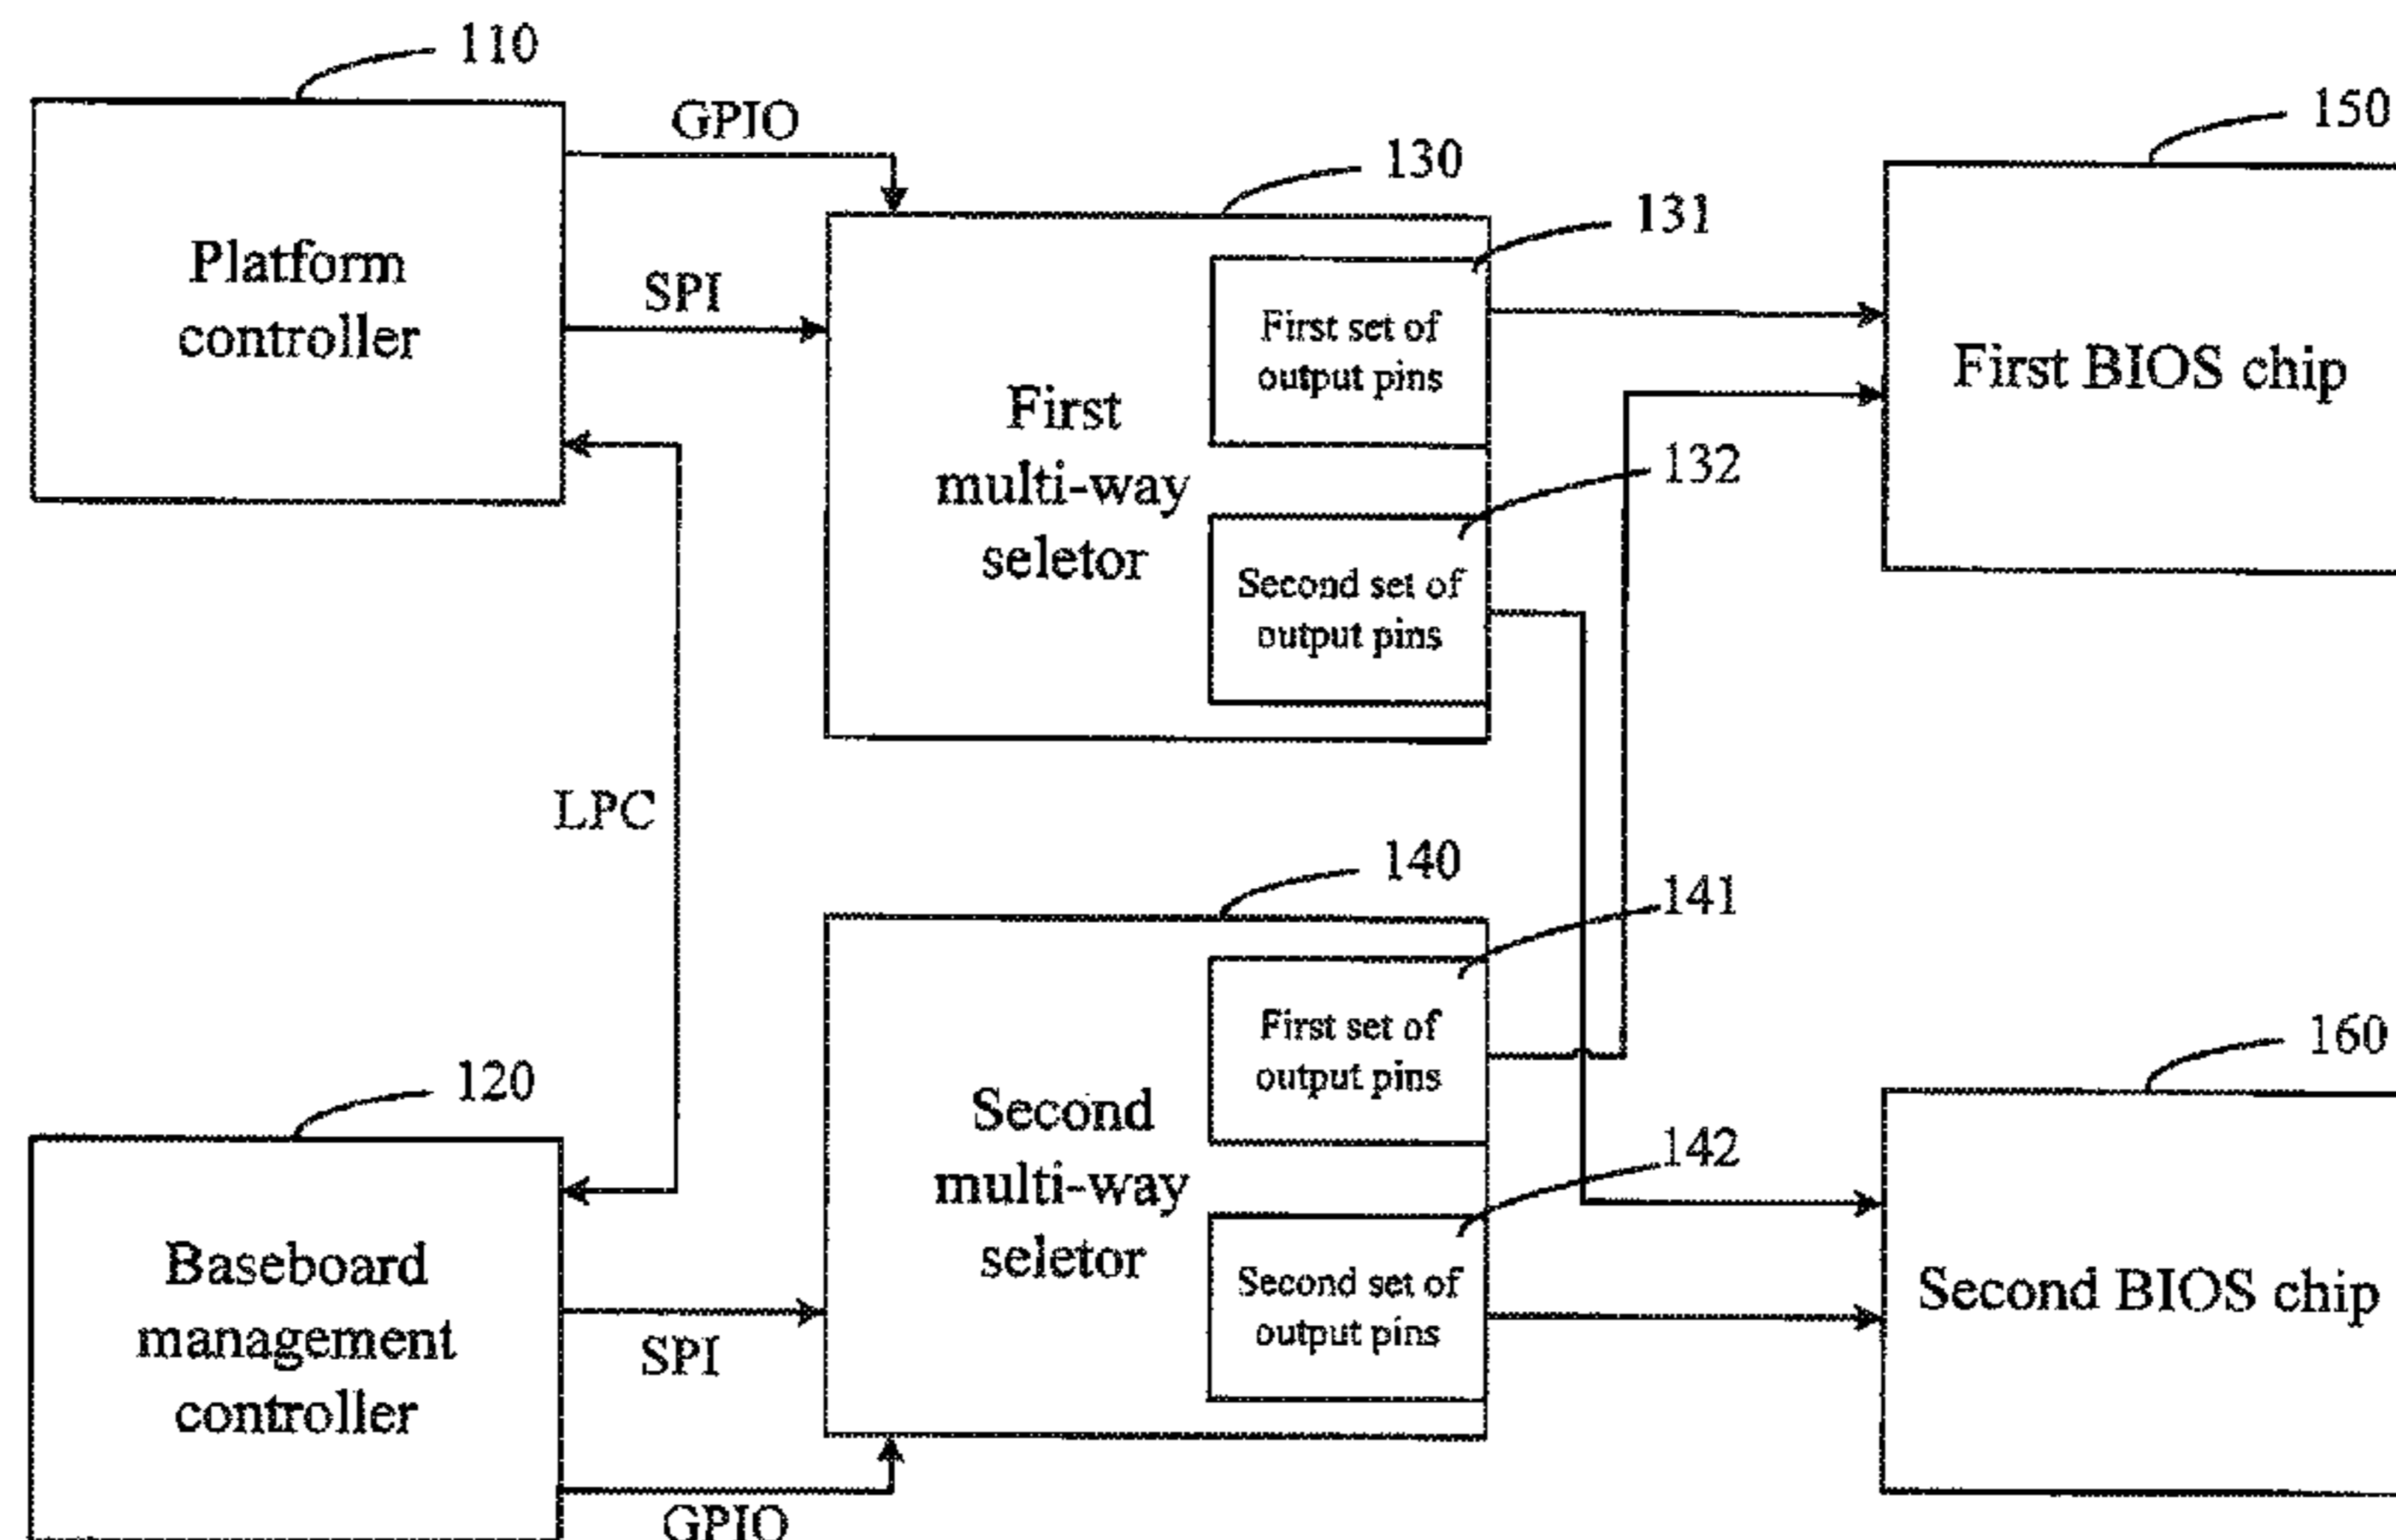 110
GPIO
150
130
131
Platform
controller
SPI
First set of
output pins
First BIOS chip
First
multi-way
seletor
132
Second set of
output pins
LPC
140
141
First set of
output pins
120
160
Second
multi-way
seletor
142
Baseboard
management
controller
SPI
Second set of
output pins
Second BIOS chip
GPIO